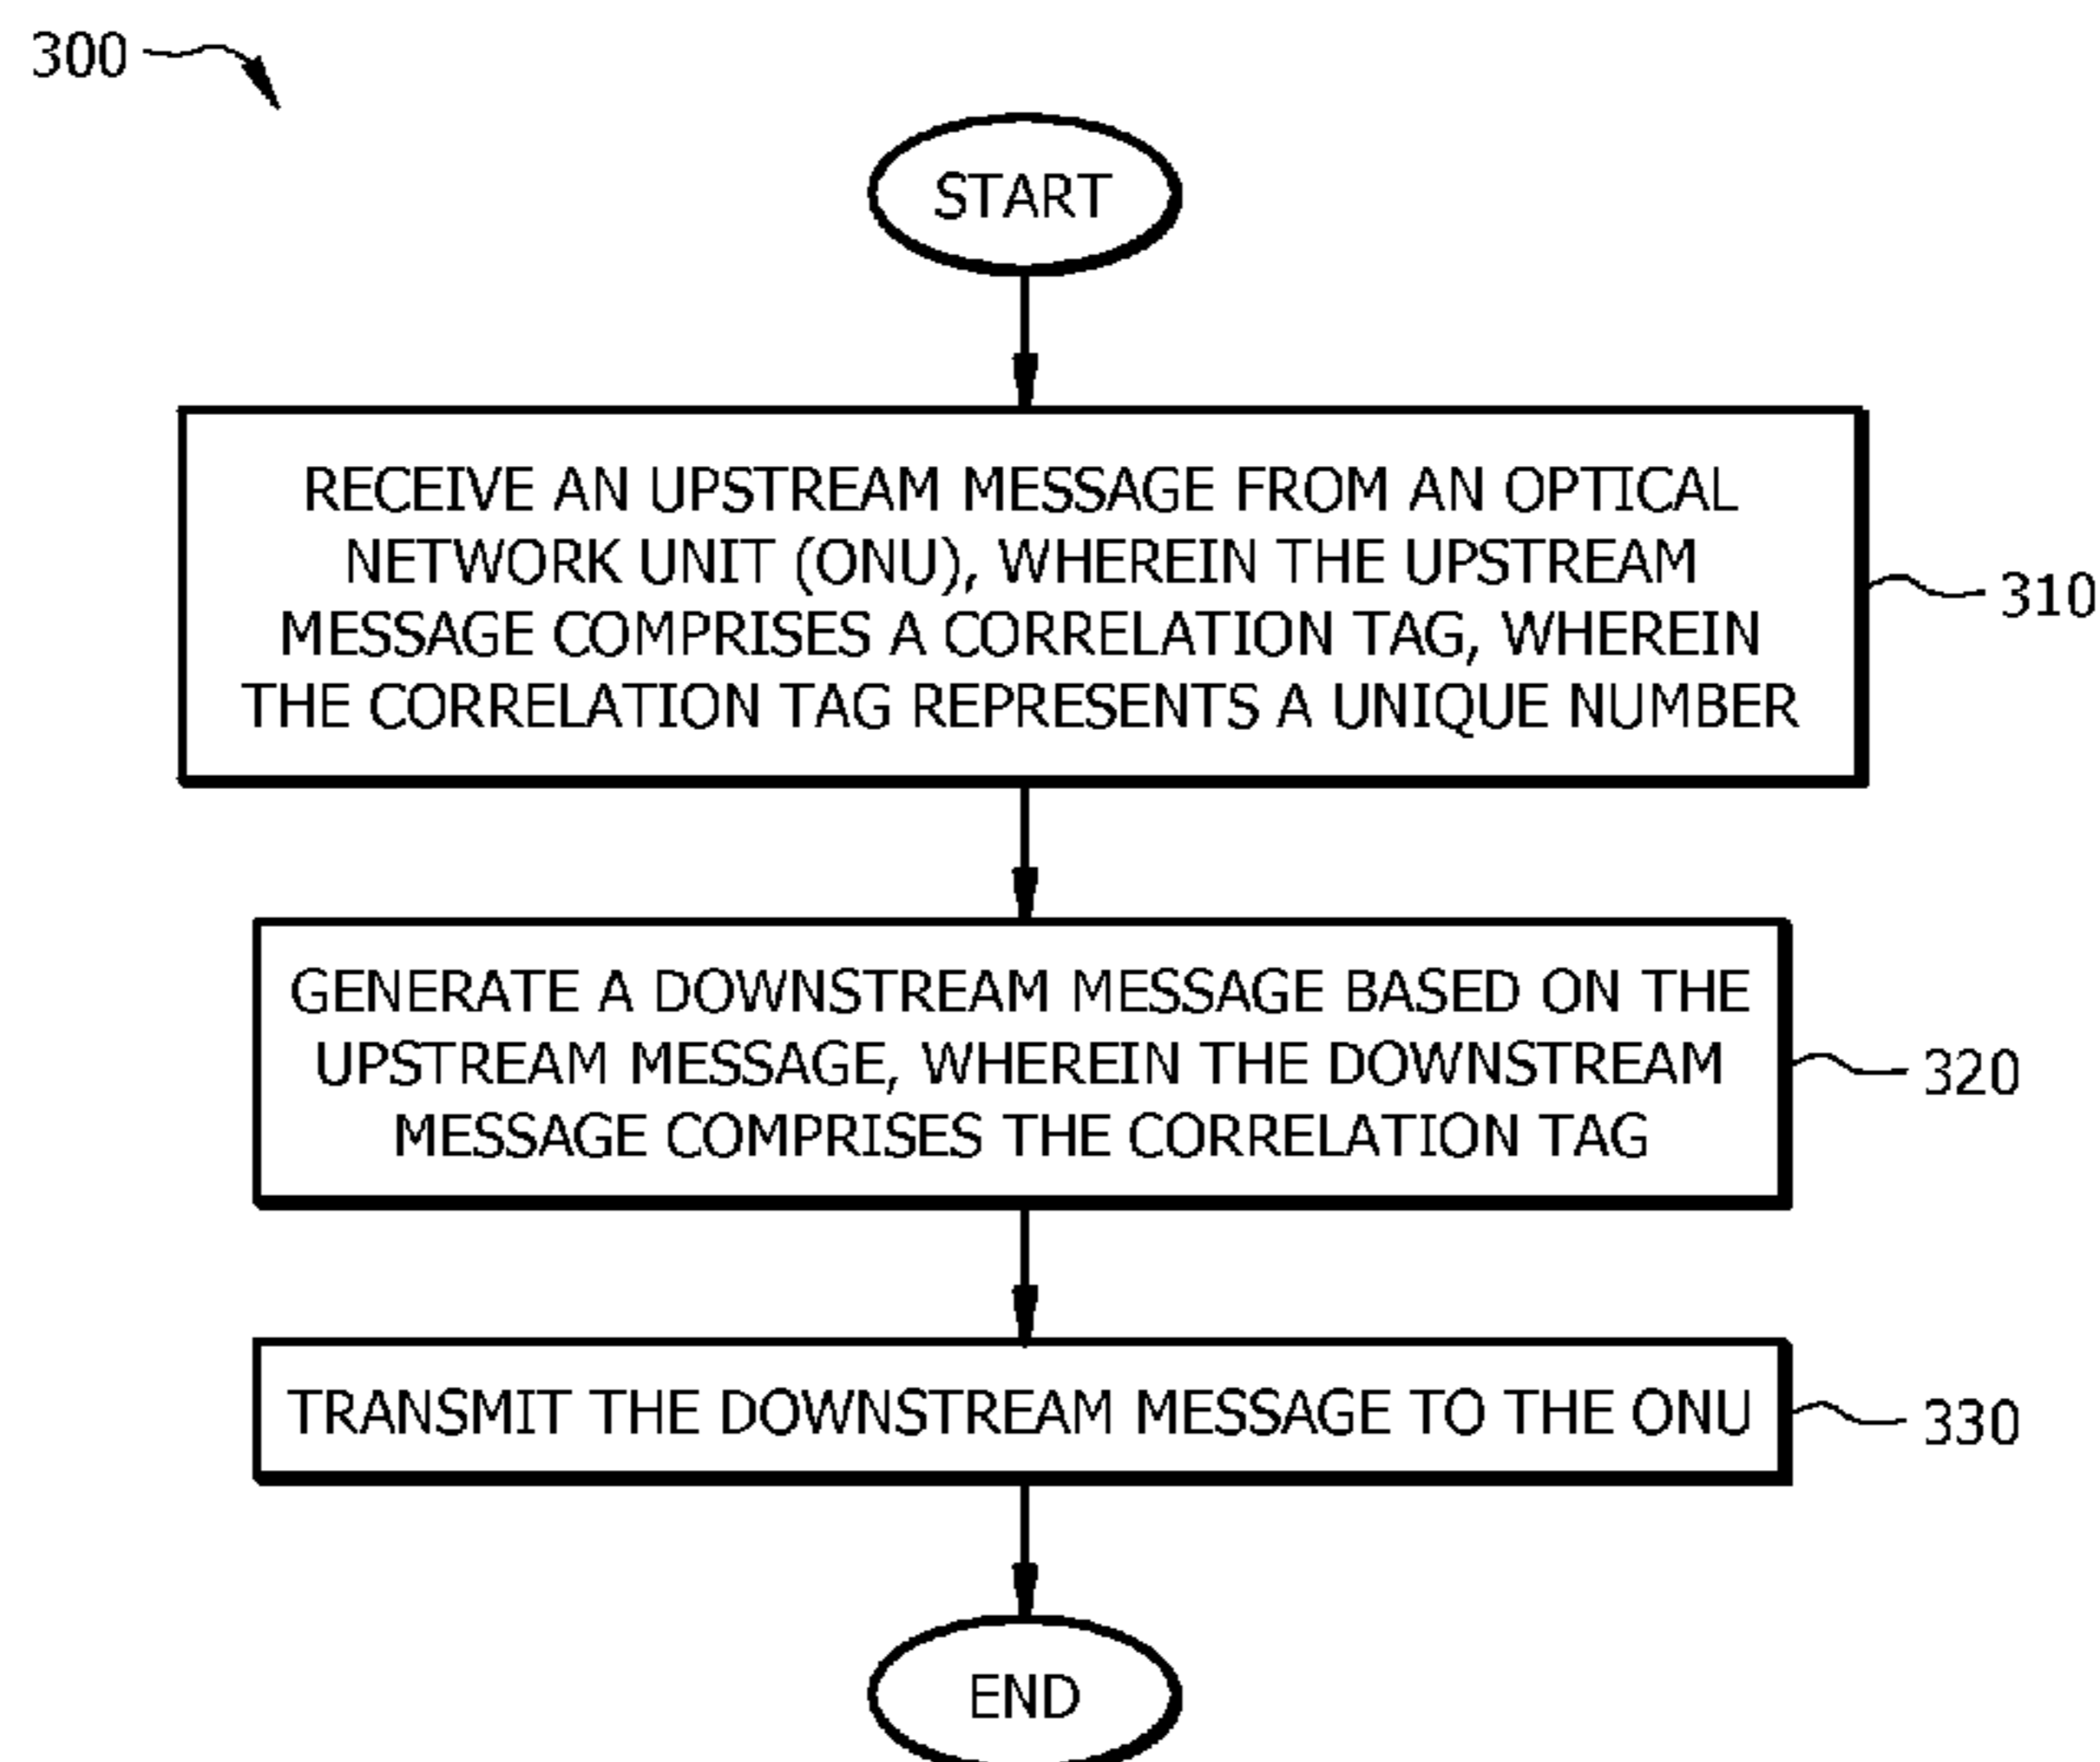 300
START
RECEIVE AN UPSTREAM MESSAGE FROM AN OPTICAL
NETWORK UNIT (ONU), WHEREIN THE UPSTREAM
MESSAGE COMPRISES A CORRELATION TAG, WHEREIN
THE CORRELATION TAG REPRESENTS A UNIQUE NUMBER
310
GENERATE A DOWNSTREAM MESSAGE BASED ON THE
UPSTREAM MESSAGE, WHEREIN THE DOWNSTREAM
MESSAGE COMPRISES THE CORRELATION TAG
320
TRANSMIT THE DOWNSTREAM MESSAGE TO THE ONU
330
END